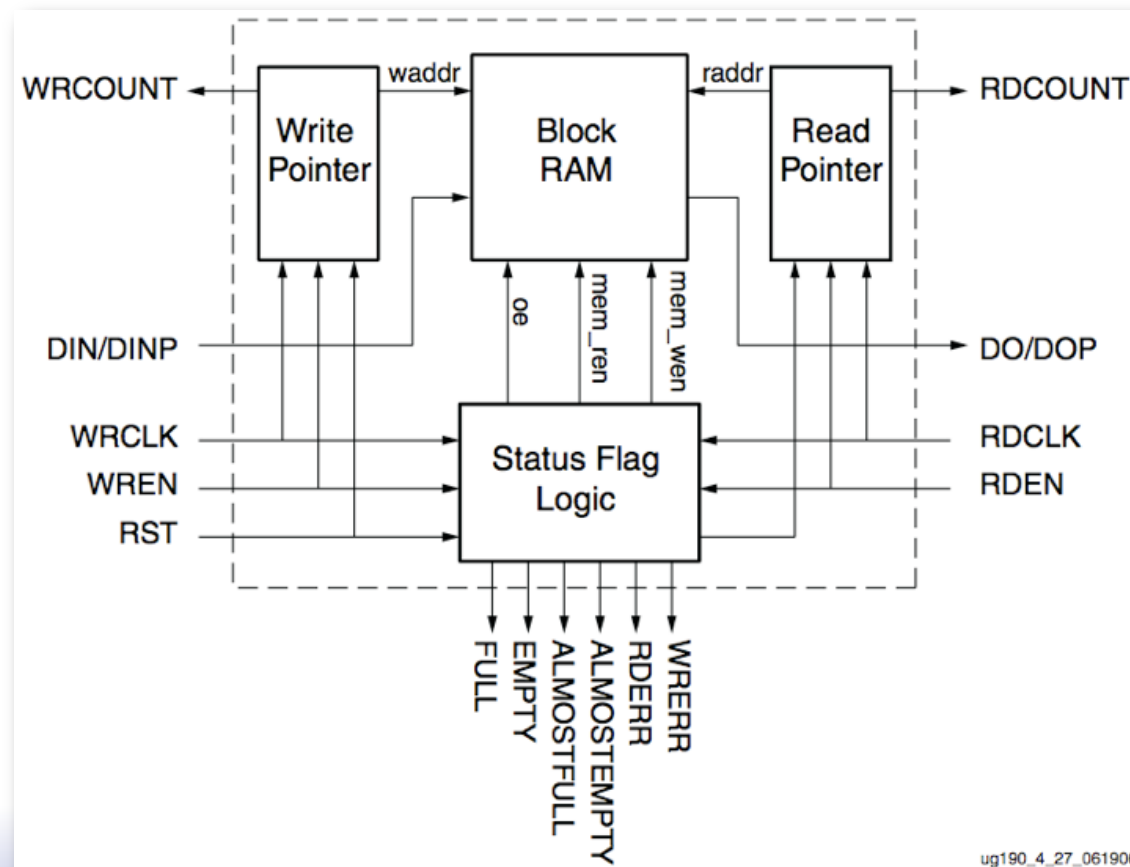 WRCOUNT
waddr
raddr
RDCOUNT
Write
Pointer
Block
RAM
Read
Pointer
oe
mem_ren
mem_wen
DIN/DINP
DO/DOP
WRCLK
WREN
RST
Status Flag
Logic
RDCLK
RDEN
FULL
EMPTY
ALMOSTFULL
ALMOSTEMPTY
RDERR
WRERR